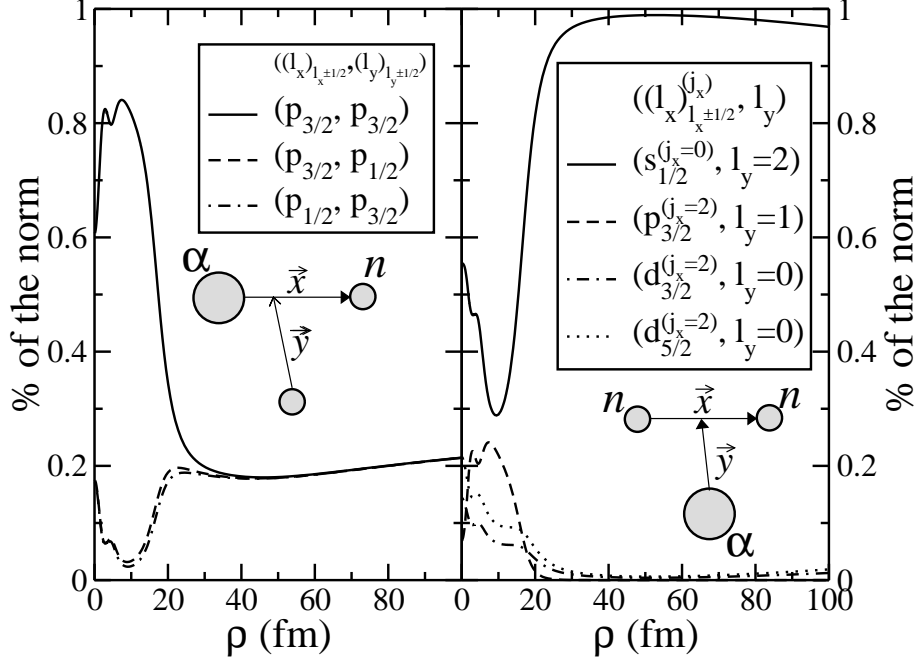 % of the norm
1
0.8
0.6
0.4
0.2
0
((l_x)_{l_x±1/2},(l_y)_{l_y±1/2})
(p_{3/2}, p_{3/2})
(p_{3/2}, p_{1/2})
(p_{1/2}, p_{3/2})
α
n
x⃗
y⃗
0 20 40 60 80
ρ (fm)
((l_x)_{l_x±1/2}^{(j_x)}, l_y)
(s_{1/2}^{(j_x=0)}, l_y=2)
(p_{3/2}^{(j_x=2)}, l_y=1)
(d_{3/2}^{(j_x=2)}, l_y=0)
(d_{5/2}^{(j_x=2)}, l_y=0)
n
x⃗
n
y⃗
α
0 20 40 60 80 100
ρ (fm)
1
0.8
0.6
0.4
0.2
0
% of the norm